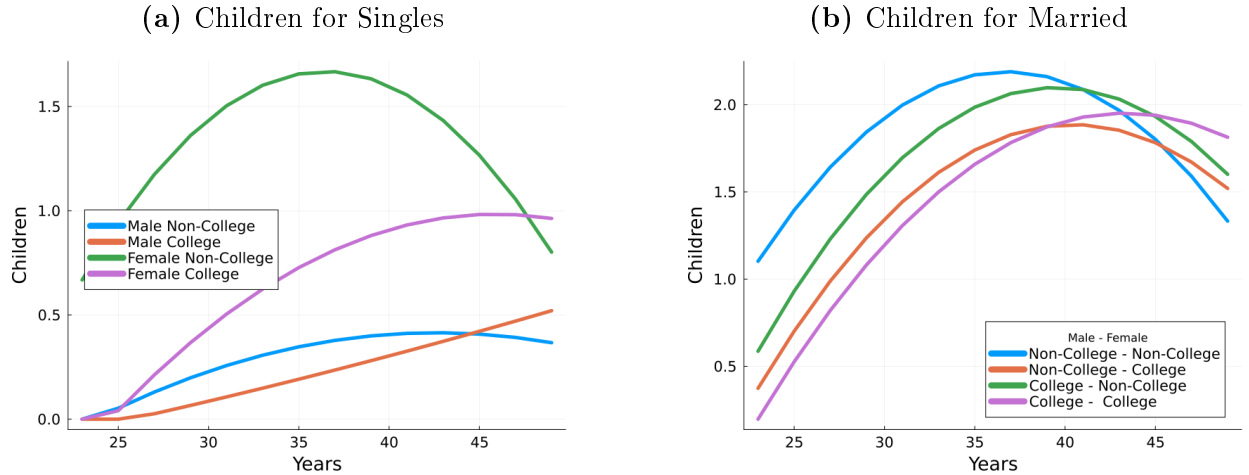 (a) Children for Singles
Children
1.5
1.0
0.5
0.0
Male Non-College
Male College
Female Non-College
Female College
25 30 35 40 45
Years
(b) Children for Married
Children
2.0
1.5
1.0
0.5
Male - Female
Non-College - Non-College
Non-College - College
College - Non-College
College - College
25 30 35 40 45
Years